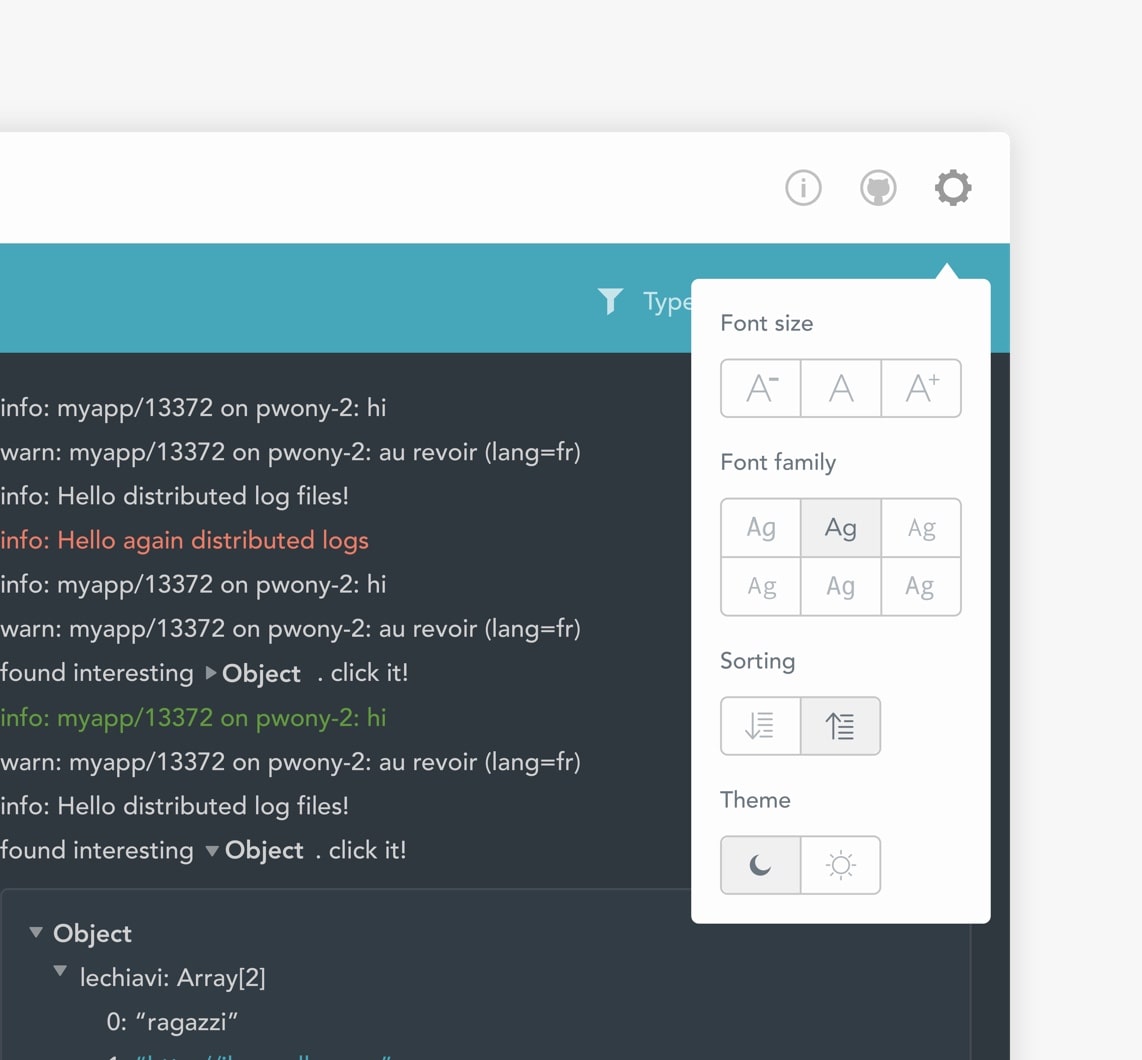 Type
Font size
A- A A+
Font family
Ag Ag Ag
Ag Ag Ag
Sorting
Theme
info: myapp/13372 on pwony-2: hi
warn: myapp/13372 on pwony-2: au revoir (lang=fr)
info: Hello distributed log files!
info: Hello again distributed logs
info: myapp/13372 on pwony-2: hi
warn: myapp/13372 on pwony-2: au revoir (lang=fr)
found interesting Object . click it!
info: myapp/13372 on pwony-2: hi
warn: myapp/13372 on pwony-2: au revoir (lang=fr)
info: Hello distributed log files!
found interesting Object . click it!
Object
lechiavi: Array[2]
0: “ragazzi”